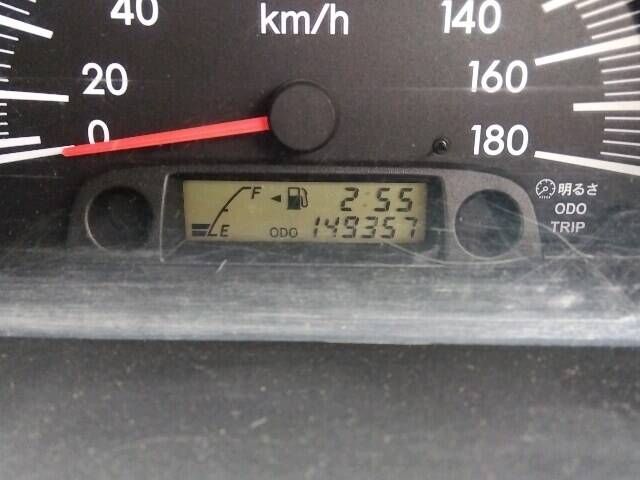 40 km/h 140
20 160
0 180
F 2:55 明るさ
E ODO 149357 ODO
TRIP